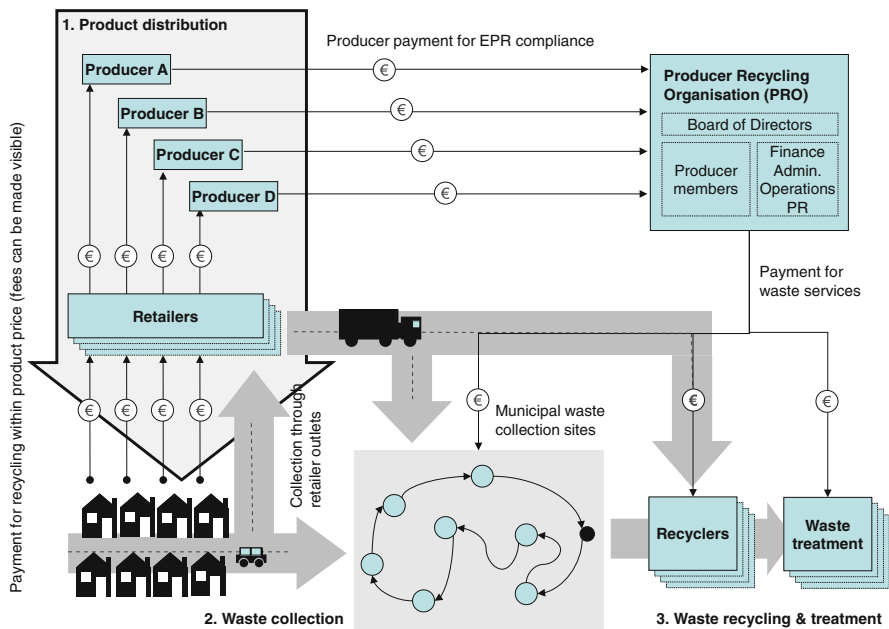 1. Product distribution
Producer payment for EPR compliance
Producer A
€
Producer B
€
Producer C
€
Producer D
€
Producer Recycling
Organisation (PRO)
Board of Directors
Producer
members
Finance
Admin.
Operations
PR
Payment for recycling within product price (fees can be made visible)
€ € € €
Payment for
waste services
Retailers
€ € € €
Collection through
retailer outlets
€
Municipal waste
collection sites
€
€
Recyclers
Waste
treatment
2. Waste collection
3. Waste recycling & treatment